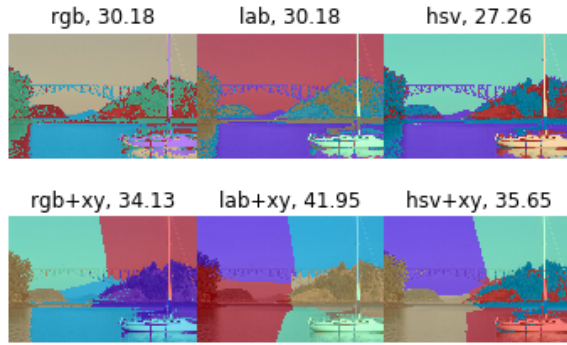 rgb, 30.18
lab, 30.18
hsv, 27.26
rgb+xy, 34.13
lab+xy, 41.95
hsv+xy, 35.65